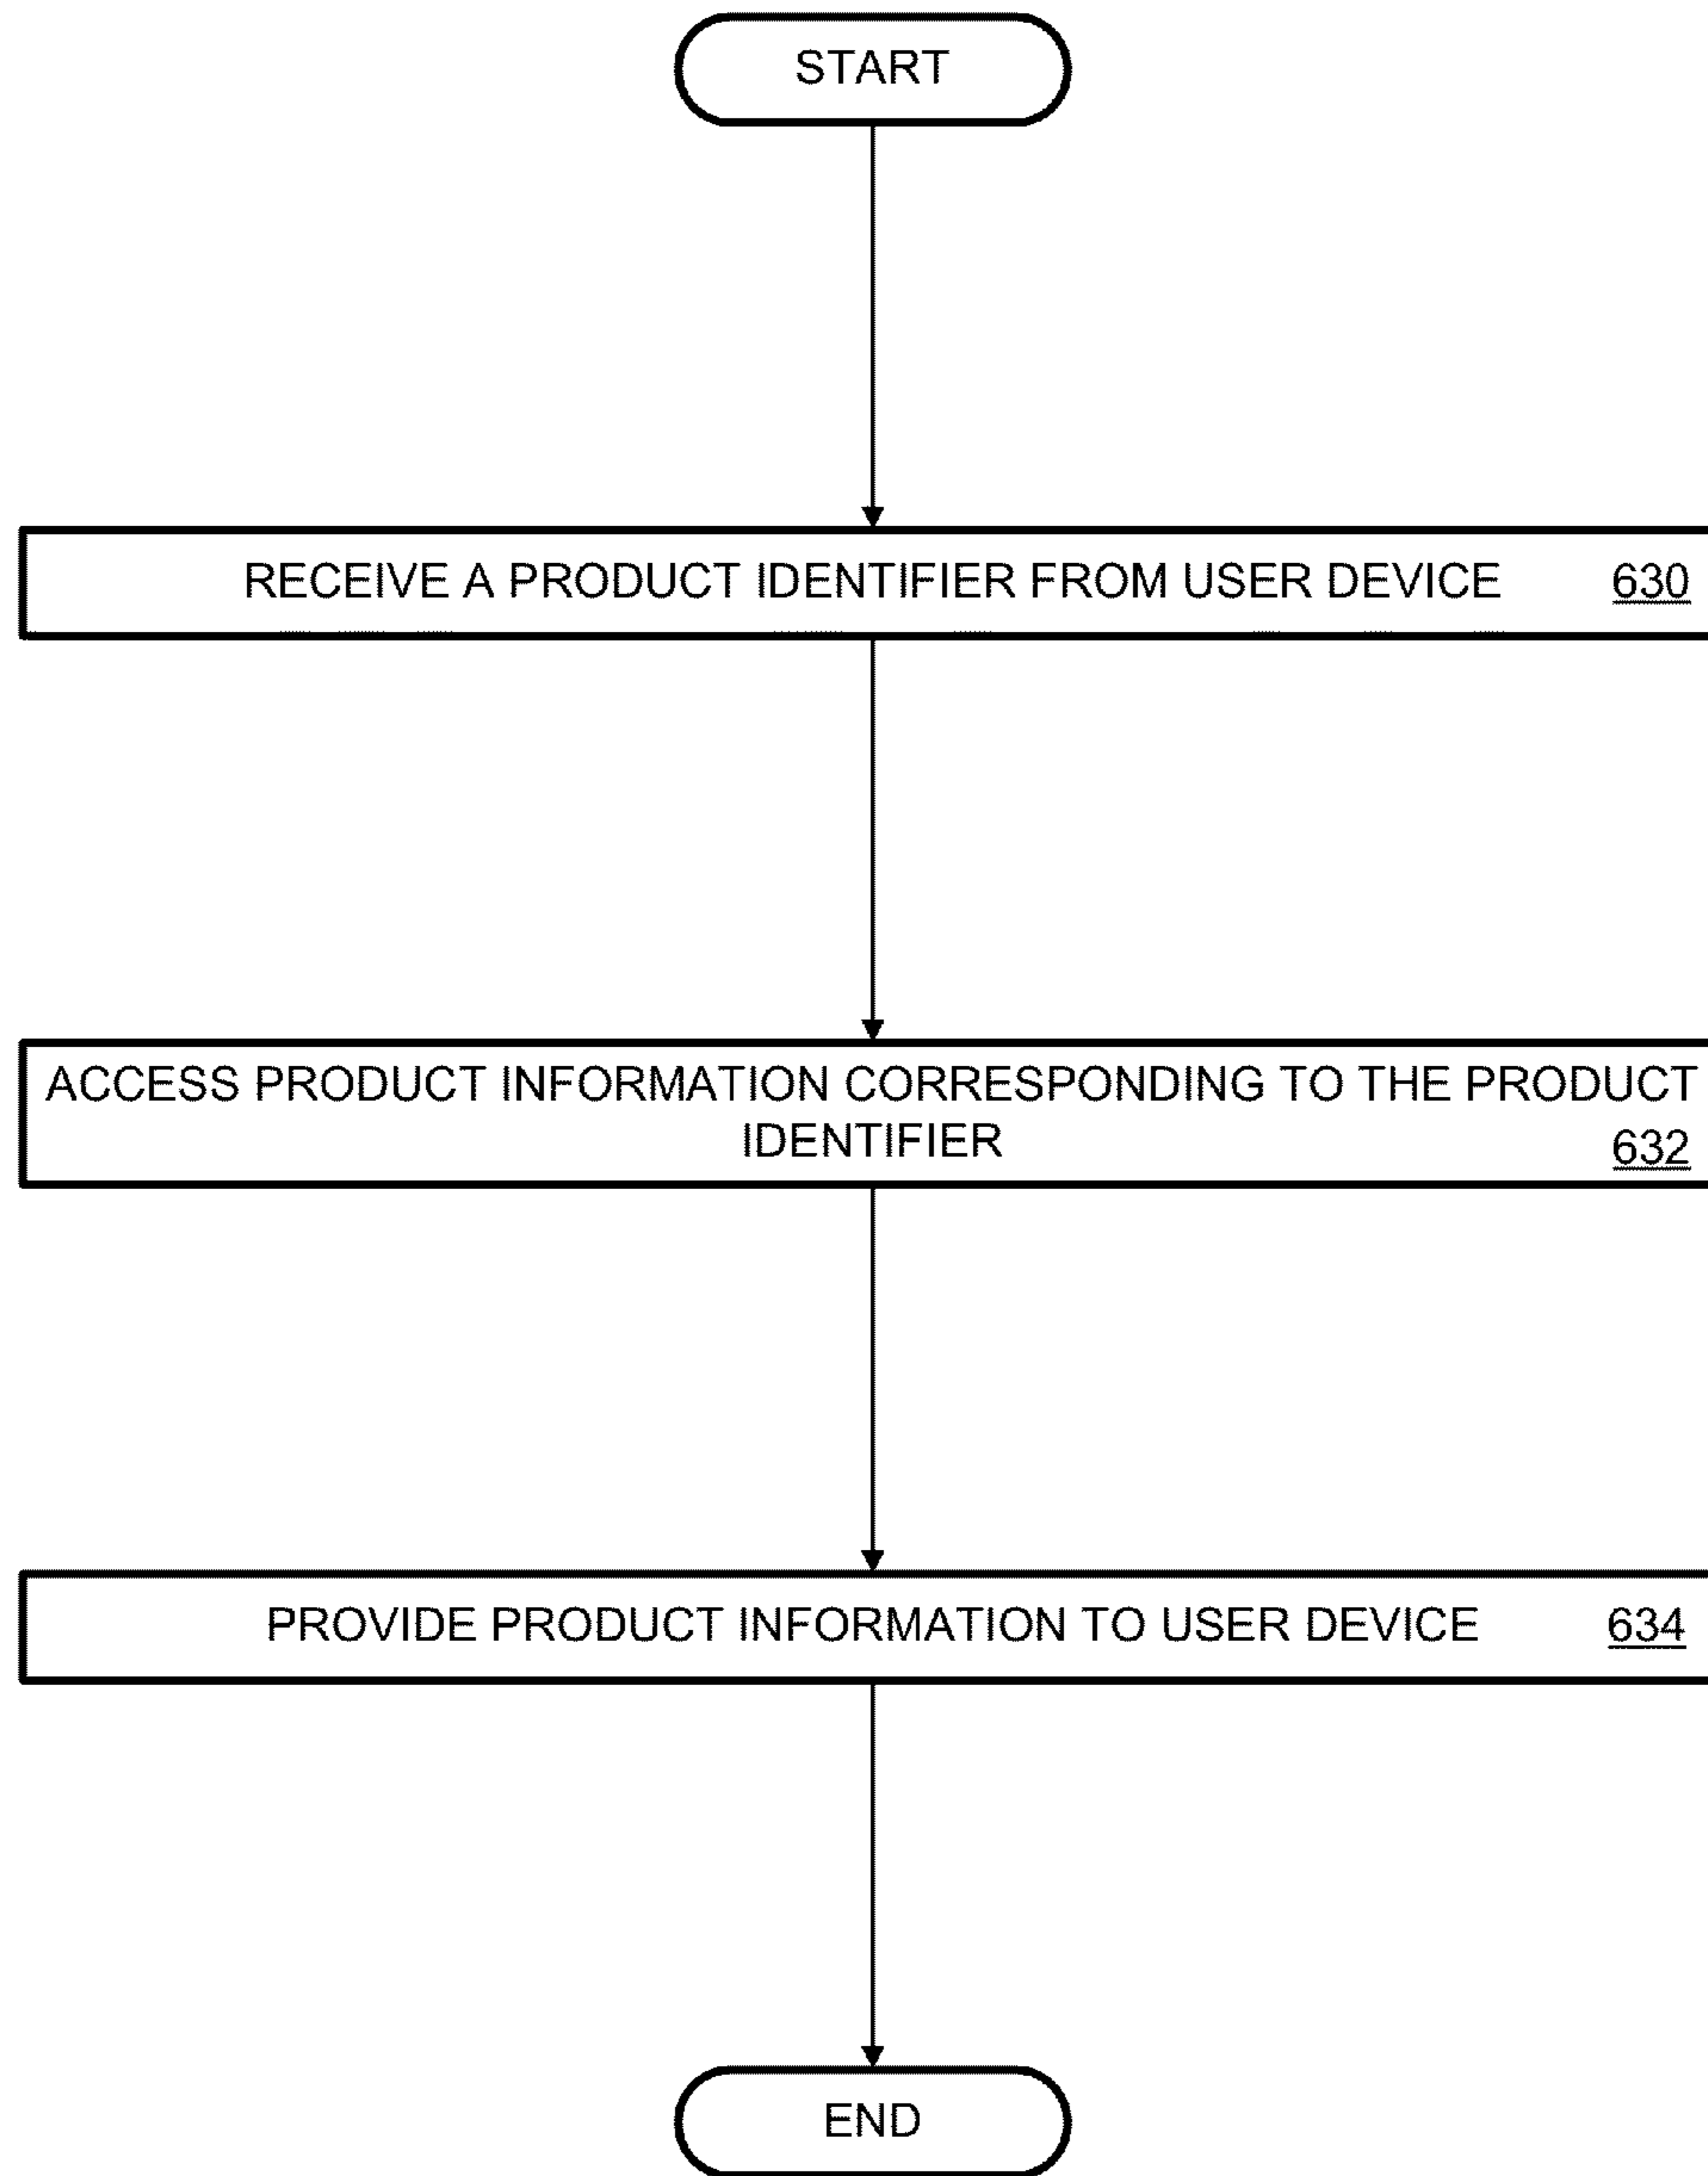 START
RECEIVE A PRODUCT IDENTIFIER FROM USER DEVICE 630
ACCESS PRODUCT INFORMATION CORRESPONDING TO THE PRODUCT
IDENTIFIER 632
PROVIDE PRODUCT INFORMATION TO USER DEVICE 634
END